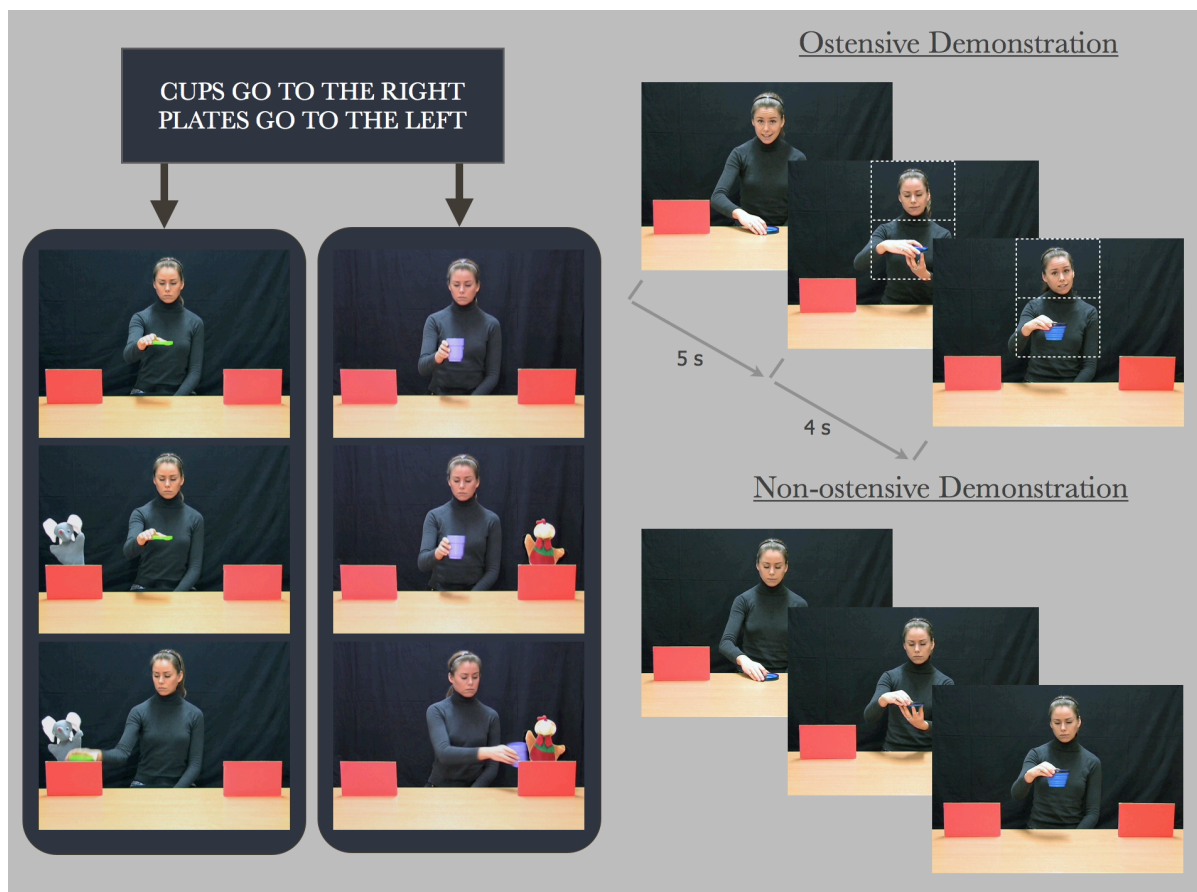 CUPS GO TO THE RIGHT
PLATES GO TO THE LEFT
Ostensive Demonstration
5 s
4 s
Non-ostensive Demonstration